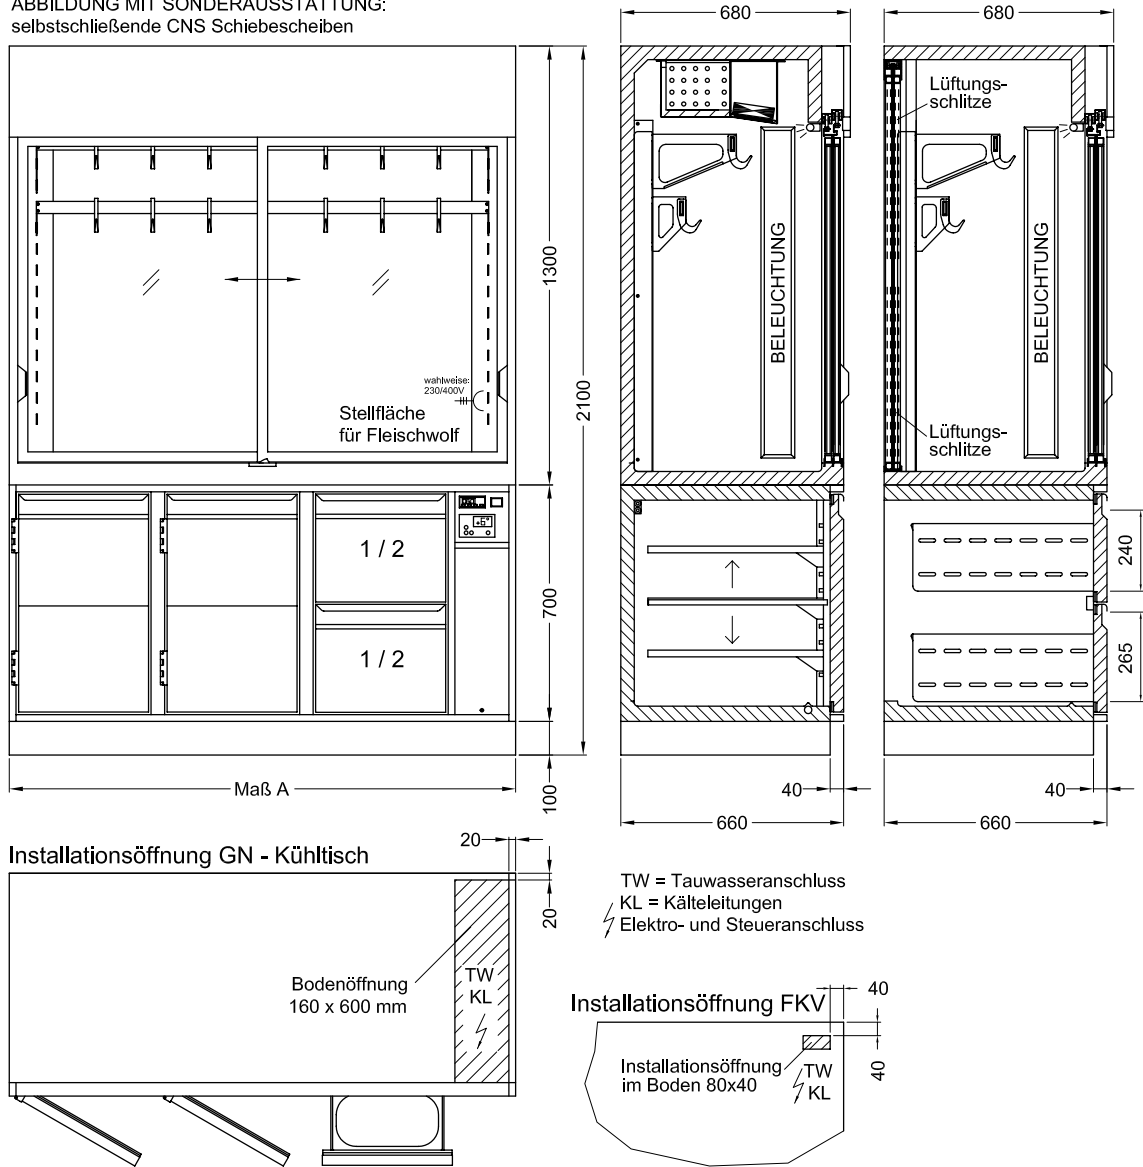 ABBILDUNG MIT SONDERAUSSTATTUNG:
selbstschließende CNS Schiebescheiben
680
680
Lüftungs-
schlitze
BELEUCHTUNG
BELEUCHTUNG
1300
2100
wahlweise:
230/400V
Stellfläche
für Fleischwolf
Lüftungs-
schlitze
+6°
1 / 2
1 / 2
700
240
265
Maß A
100
40
40
660
660
Installationsöffnung GN - Kühltisch
20
20
TW = Tauwasseranschluss
KL = Kälteleitungen
Elektro- und Steueranschluss
Bodenöffnung
160 x 600 mm
TW
KL
Installationsöffnung FKV
40
40
Installationsöffnung
im Boden 80x40
TW
KL